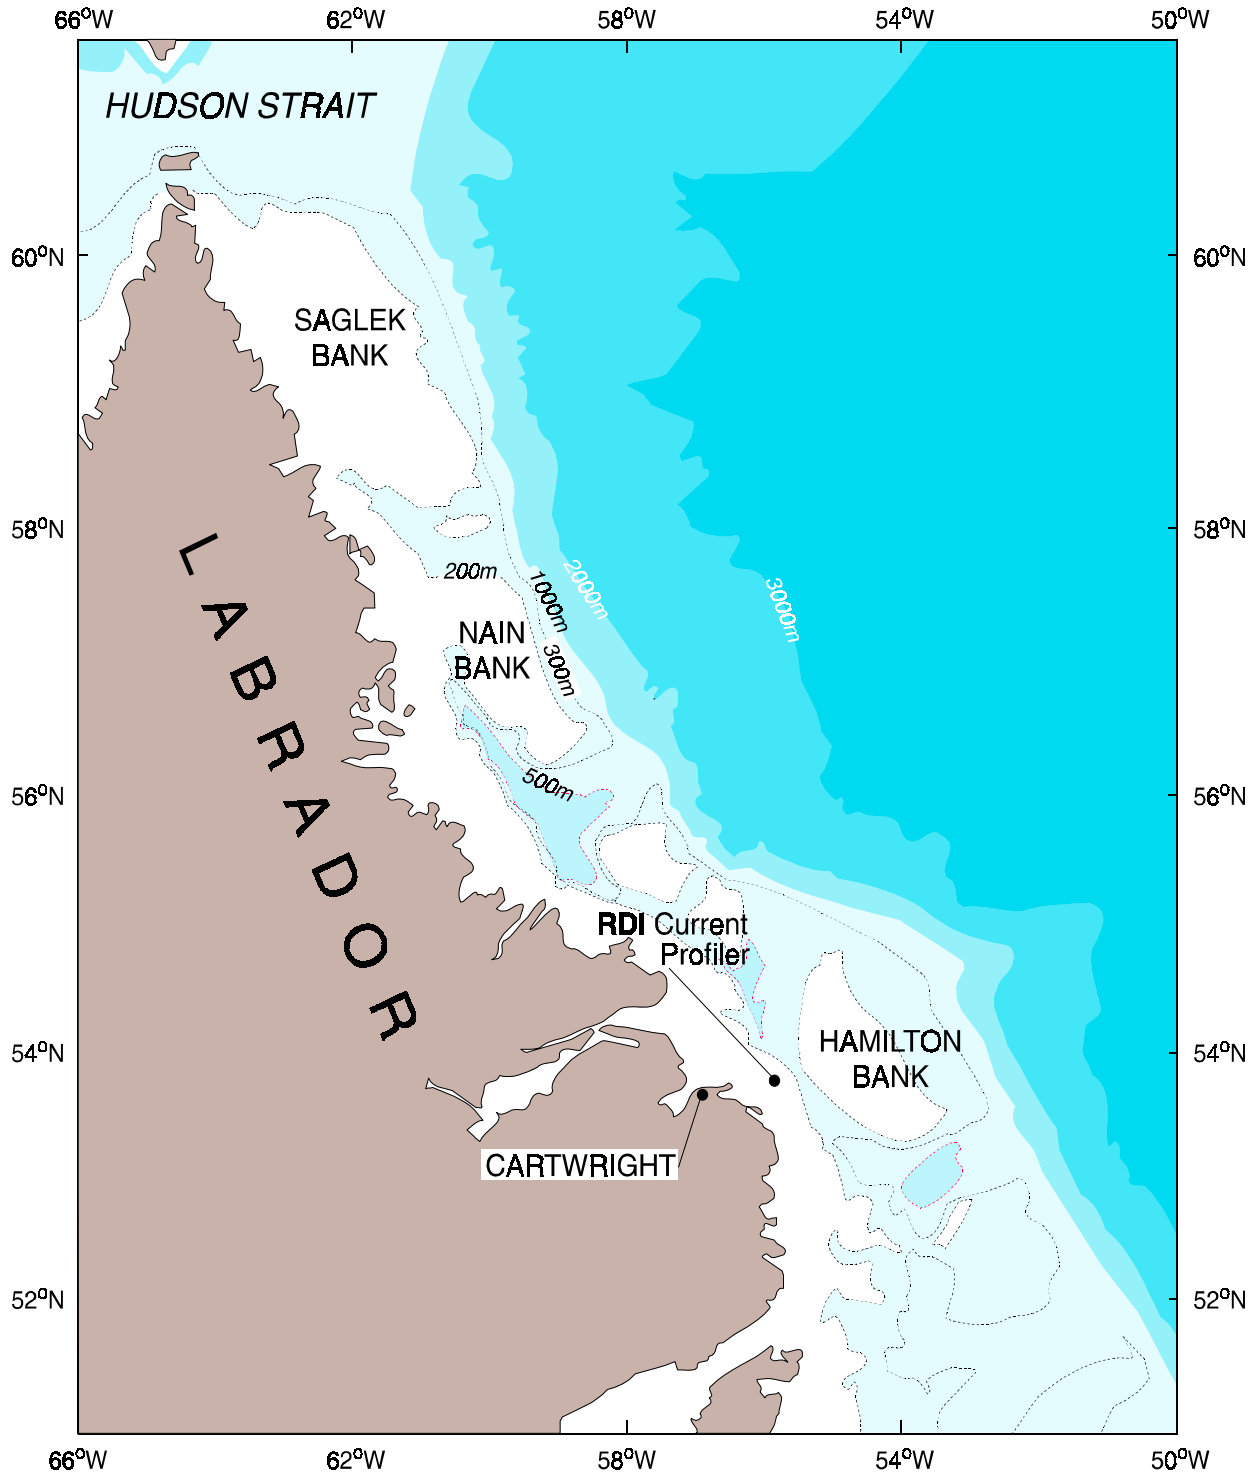 66°W 62°W 58°W 54°W 50°W
HUDSON STRAIT
60°N 60°N
SAGLEK
BANK
58°N 58°N
LABRADOR
200m
1000m
2000m
3000m
NAIN
BANK
300m
500m
56°N 56°N
RDI Current
Profiler
HAMILTON
BANK
54°N 54°N
CARTWRIGHT
52°N 52°N
66°W 62°W 58°W 54°W 50°W